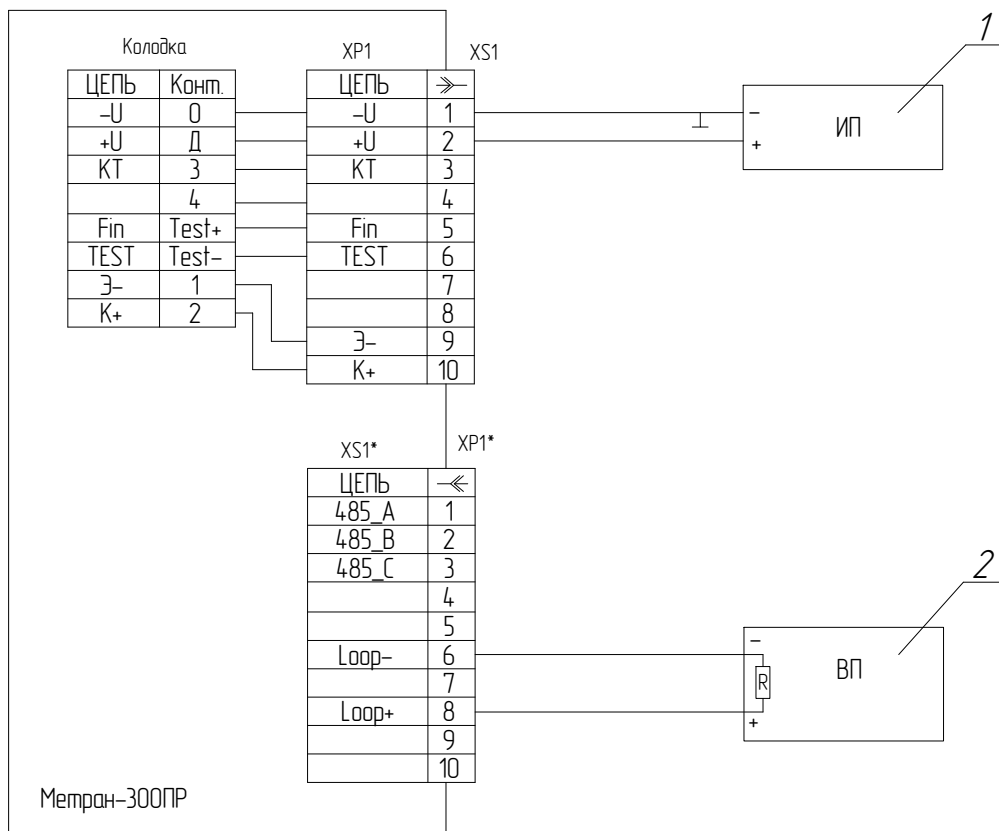 1
Колодка XP1 XS1
ЦЕПЬ Конт. ЦЕПЬ
-U 0 -U 1 - ИП
+U Д +U 2 +
КТ 3 КТ 3
4 4
Fin Test+ Fin 5
TEST Test- TEST 6
Э- 1 7
К+ 2 8
Э- 9
К+ 10
XS1* XP1*
ЦЕПЬ
485_A 1
485_B 2
485_C 3 2
4
5
Loop- 6 - ВП
7 R
Loop+ 8 +
9
10
Метран-300ПР